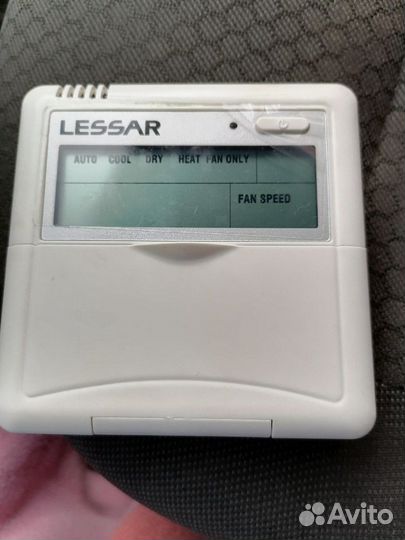 LESSAR
AUTO COOL DRY HEAT FAN ONLY
FAN SPEED
Avito